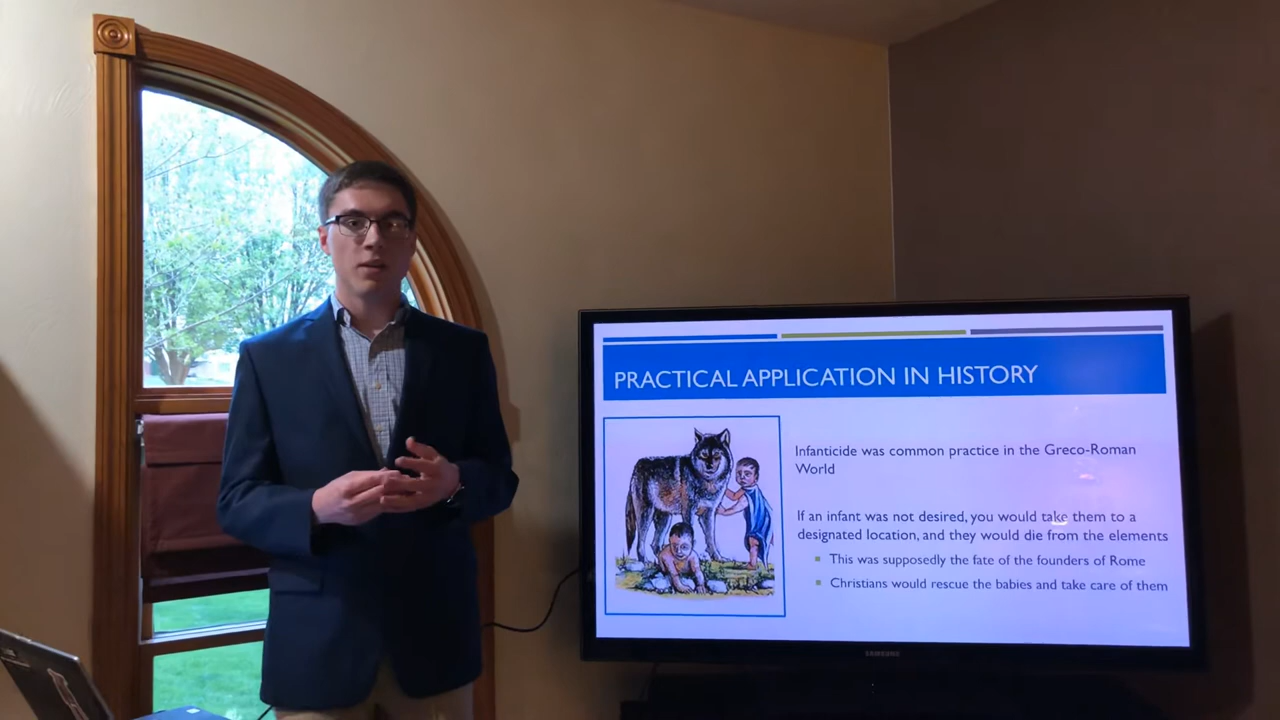 PRACTICAL APPLICATION IN HISTORY
Infanticide was common practice in the Greco-Roman
World
If an infant was not desired, you would take them to a
designated location, and they would die from the elements
This was supposedly the fate of the founders of Rome
Christians would rescue the babies and take care of them
SAMSUNG